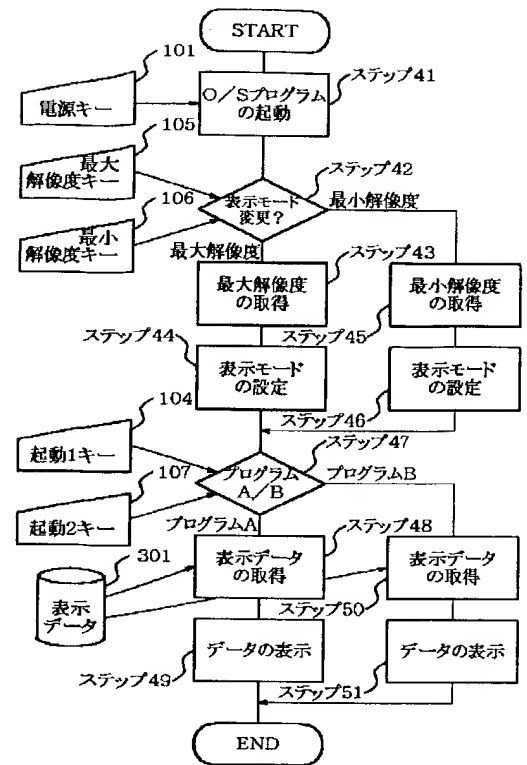 START
101
ステップ41
電源キー
O/Sプログラム
の起動
105
ステップ42
最大
解像度キー
表示モード
変更?
最小解像度
106
最小
解像度キー
最大解像度
ステップ43
最大解像度
の取得
最小解像度
の取得
ステップ44
ステップ45
表示モード
の設定
表示モード
の設定
104
ステップ46
ステップ47
起動1キー
プログラム
A/B
プログラムB
107
起動2キー
プログラムA
ステップ48
301
表示データ
の取得
表示データ
の取得
表示
データ
ステップ50
データの表示
データの表示
ステップ49
ステップ51
END